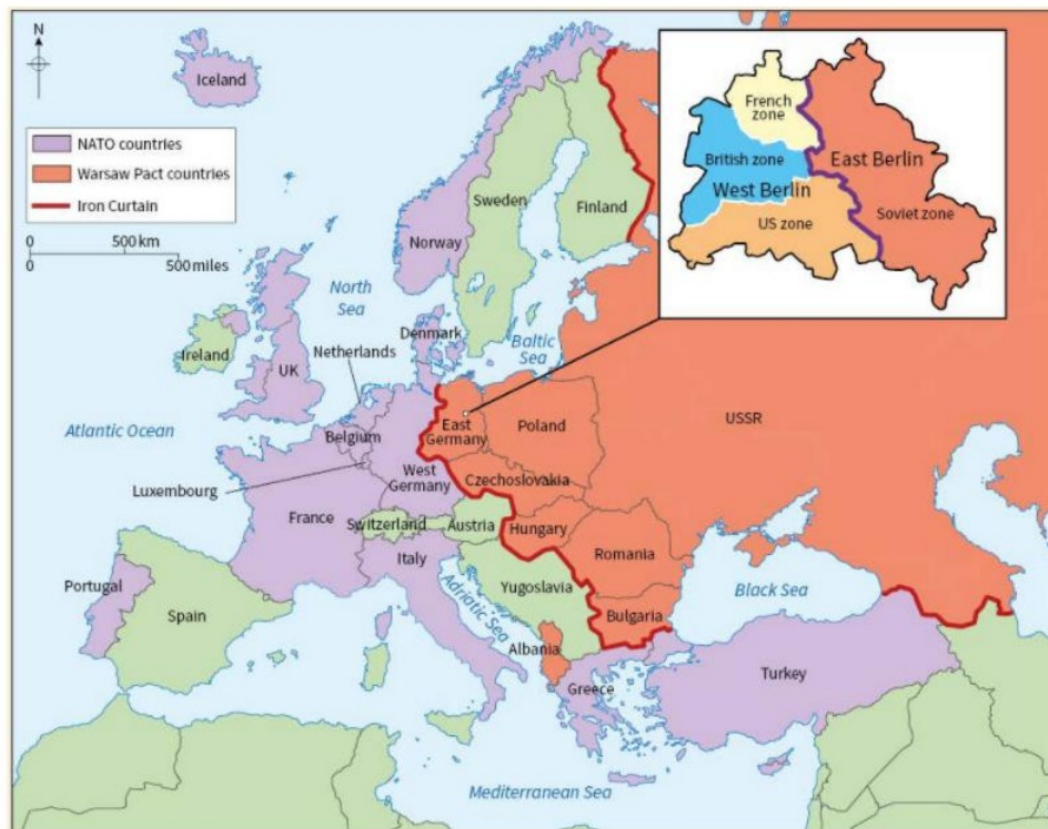 N
Iceland
NATO countries
Warsaw Pact countries
Iron Curtain
0
500 km
0
500 miles
French
zone
British zone
East Berlin
West Berlin
US zone
Soviet zone
Sweden
Finland
Norway
North
Sea
Denmark
Baltic
Sea
Netherlands
Ireland
UK
USSR
Atlantic Ocean
Belgium
East
Germany
Poland
Luxembourg
West
Germany
Czechoslovakia
France
Switzerland
Austria
Hungary
Romania
Italy
Portugal
Spain
Yugoslavia
Adriatic Sea
Black Sea
Bulgaria
Albania
Greece
Turkey
Mediterranean Sea